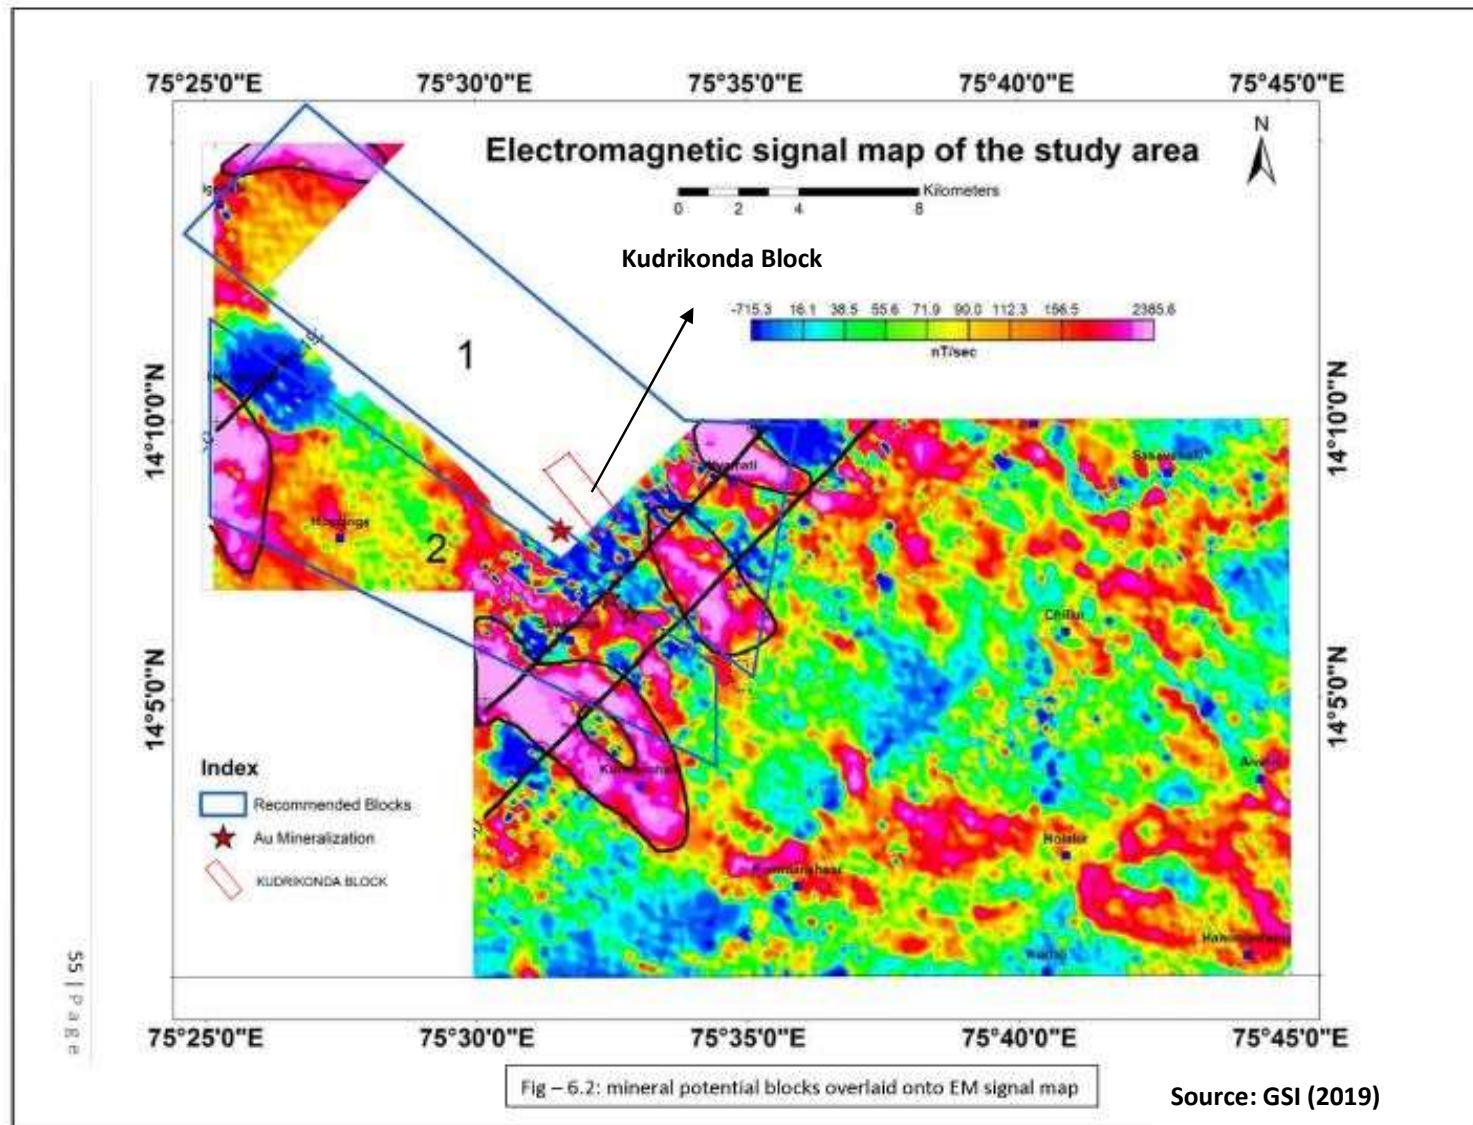 75°25'0"E 75°30'0"E 75°35'0"E 75°40'0"E 75°45'0"E
Electromagnetic signal map of the study area
N
Kilometers
0 2 4 8
Kudrikonda Block
-715.3 16.1 38.5 55.6 71.9 90.0 112.3 156.5 2385.6
nT/sec
1
14°10'0"N
14°10'0"N
2
Chilur
14°5'0"N
14°5'0"N
Index
Recommended Blocks
Au Mineralization
KUDRIKONDA BLOCK
55 | Page
75°25'0"E 75°30'0"E 75°35'0"E 75°40'0"E 75°45'0"E
Fig – 6.2: mineral potential blocks overlaid onto EM signal map
Source: GSI (2019)